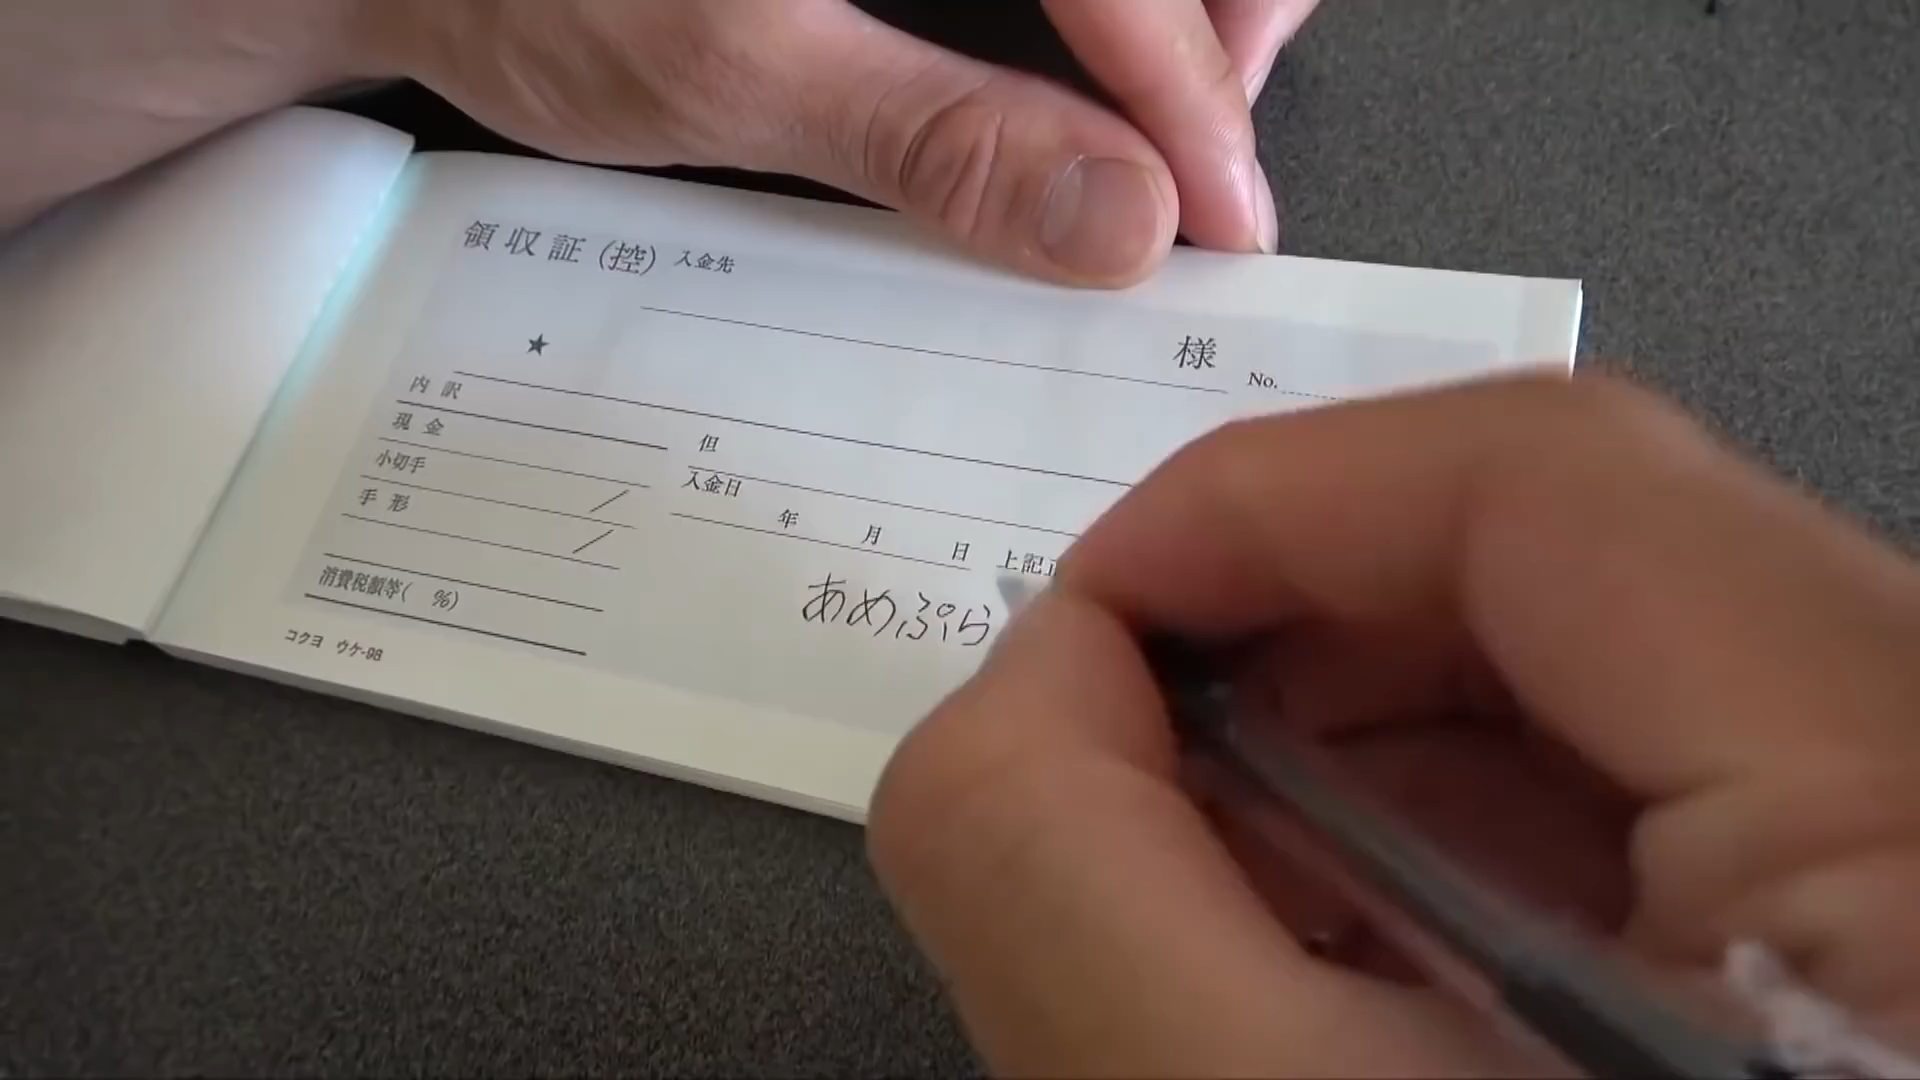 領収証(控) 入金先
様 No.
★
内訳
現金
小切手
手形
消費税額等( %)
但
入金日
年 月 日 上記正
あめぷら
コクヨ ウケ-98